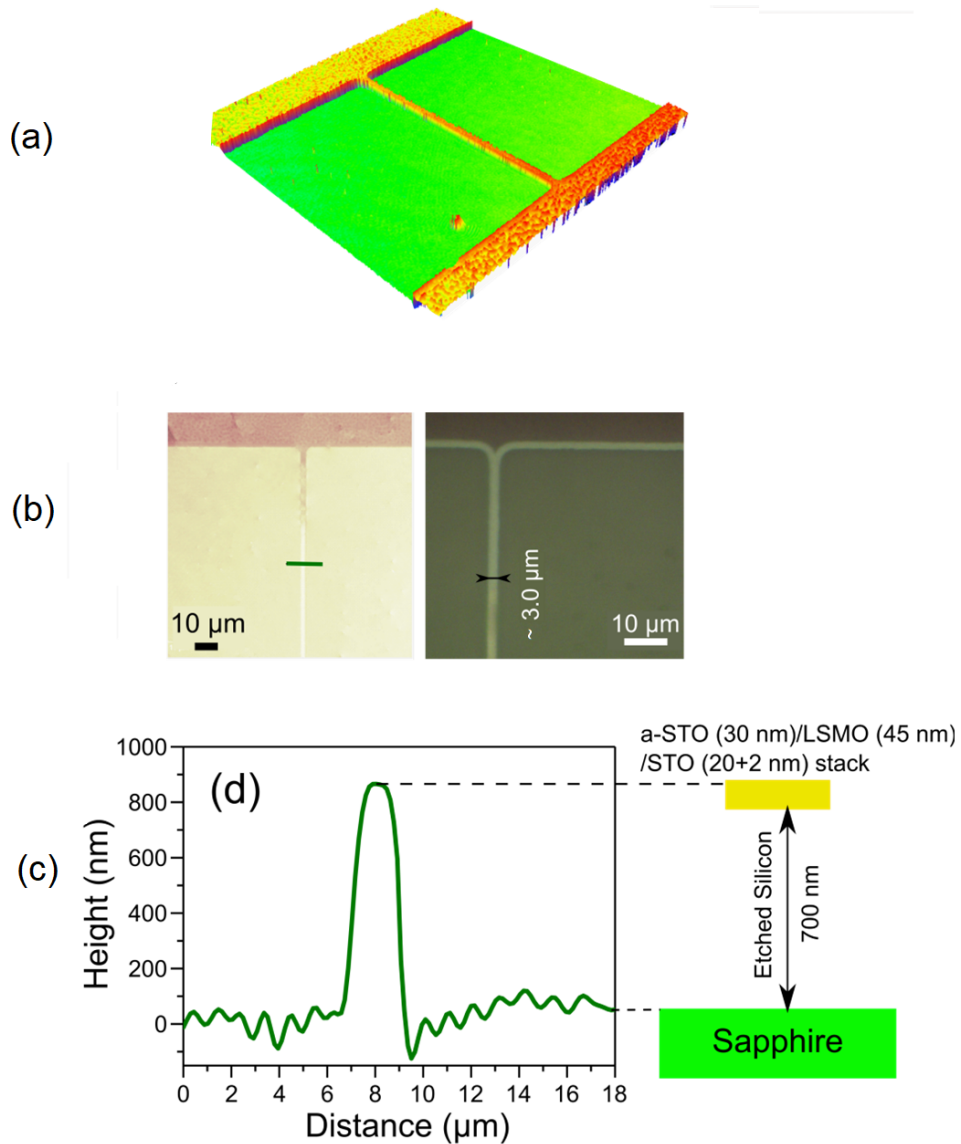 (a)
(b)
10 µm
~ 3.0 µm
10 µm
a-STO (30 nm)/LSMO (45 nm)
/STO (20+2 nm) stack
(c)
(d)
1000
800
600
400
200
0
Height (nm)
0 2 4 6 8 10 12 14 16 18
Distance (µm)
Etched Silicon
700 nm
Sapphire